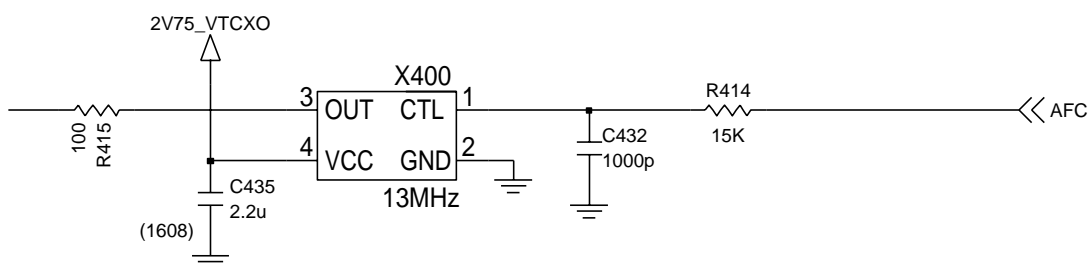 2V75_VTCXO
X400
R414
3 OUT CTL 1
AFC
100
R415
15K
C432
1000p
4 VCC GND 2
C435
2.2u
13MHz
(1608)